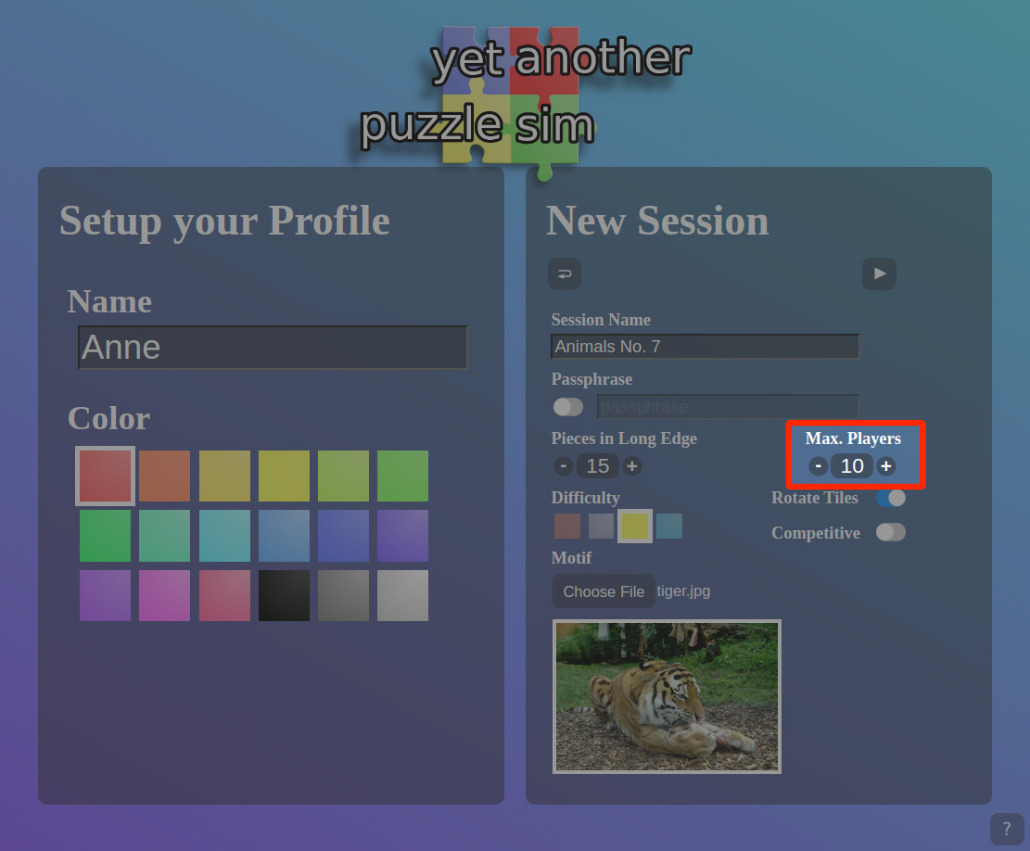 yet another
puzzle sim
Setup your Profile
Name
Anne
Color
New Session
Session Name
Animals No. 7
Passphrase
passphrase
Pieces in Long Edge
- 15 +
Max. Players
- 10 +
Difficulty
Rotate Tiles
Competitive
Motif
Choose File tiger.jpg
?